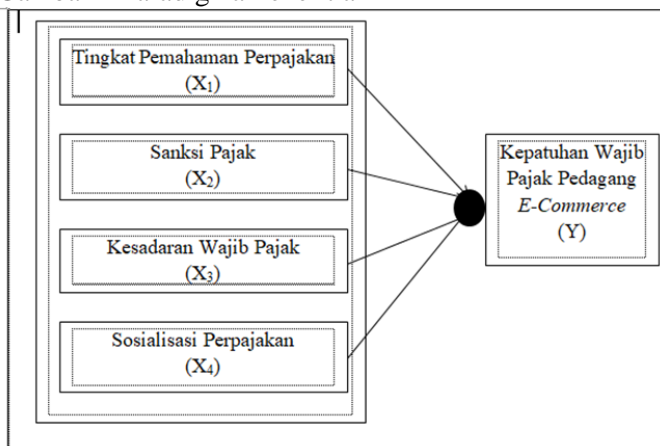 Tingkat Pemahaman Perpajakan
(X₁)
Sanksi Pajak
(X₂)
Kesadaran Wajib Pajak
(X₃)
Sosialisasi Perpajakan
(X₄)
Kepatuhan Wajib
Pajak Pedagang
E-Commerce
(Y)